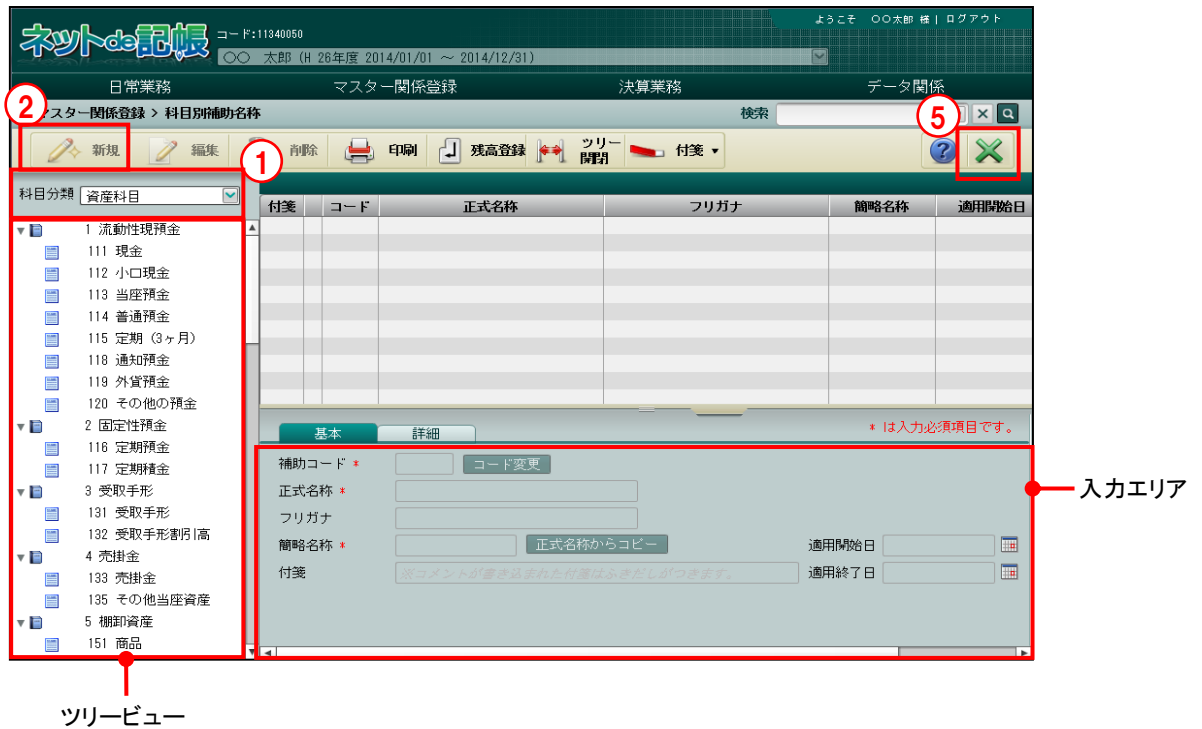 ネットde記帳
コード:11340050
ようこそ 〇〇太郎 様 | ログアウト
〇〇 太郎 (H 26年度 2014/01/01 ～ 2014/12/31)
日常業務 マスター関係登録 決算業務 データ関係
② マスター関係登録 > 科目別補助名称 検索 ⑤
新規 編集 ① 削除 印刷 残高登録 ツリー開閉 付箋
科目分類 資産科目
付箋 コード 正式名称 フリガナ 簡略名称 適用開始日
1 流動性現預金
111 現金
112 小口現金
113 当座預金
114 普通預金
115 定期（3ヶ月）
118 通知預金
119 外貨預金
120 その他の預金
2 固定性預金
116 定期預金
117 定期積金
3 受取手形
131 受取手形
132 受取手形割引高
4 売掛金
133 売掛金
135 その他当座資産
5 棚卸資産
151 商品
基本 詳細 * は入力必須項目です。
補助コード * コード変更
正式名称 *
フリガナ
簡略名称 * 正式名称からコピー 適用開始日
付箋 ※コメントが書き込まれた付箋はふきだしがつきます。 適用終了日
入力エリア
ツリービュー